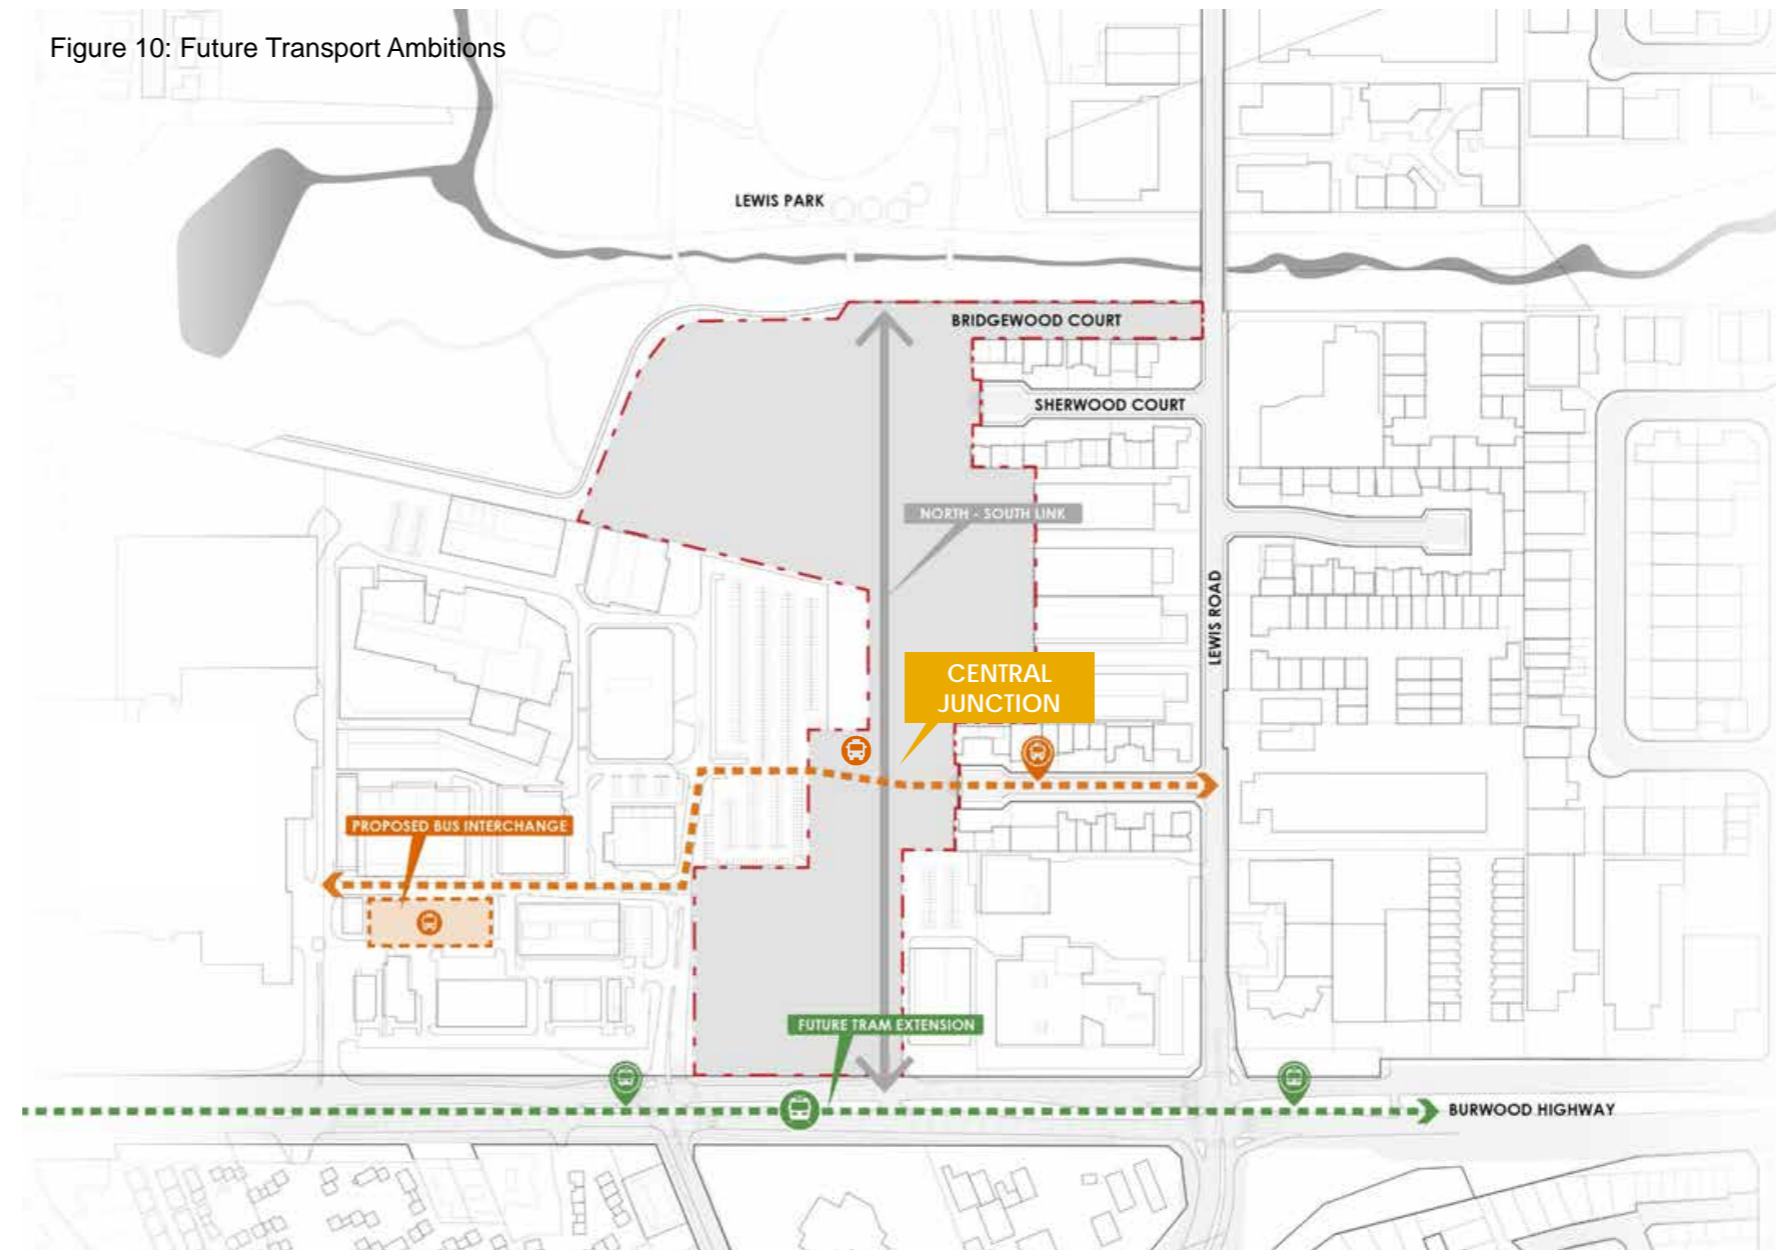 Figure 10: Future Transport Ambitions
LEWIS PARK
BRIDGEWOOD COURT
SHERWOOD COURT
NORTH - SOUTH LINK
LEWIS ROAD
CENTRAL
JUNCTION
PROPOSED BUS INTERCHANGE
FUTURE TRAM EXTENSION
BURWOOD HIGHWAY